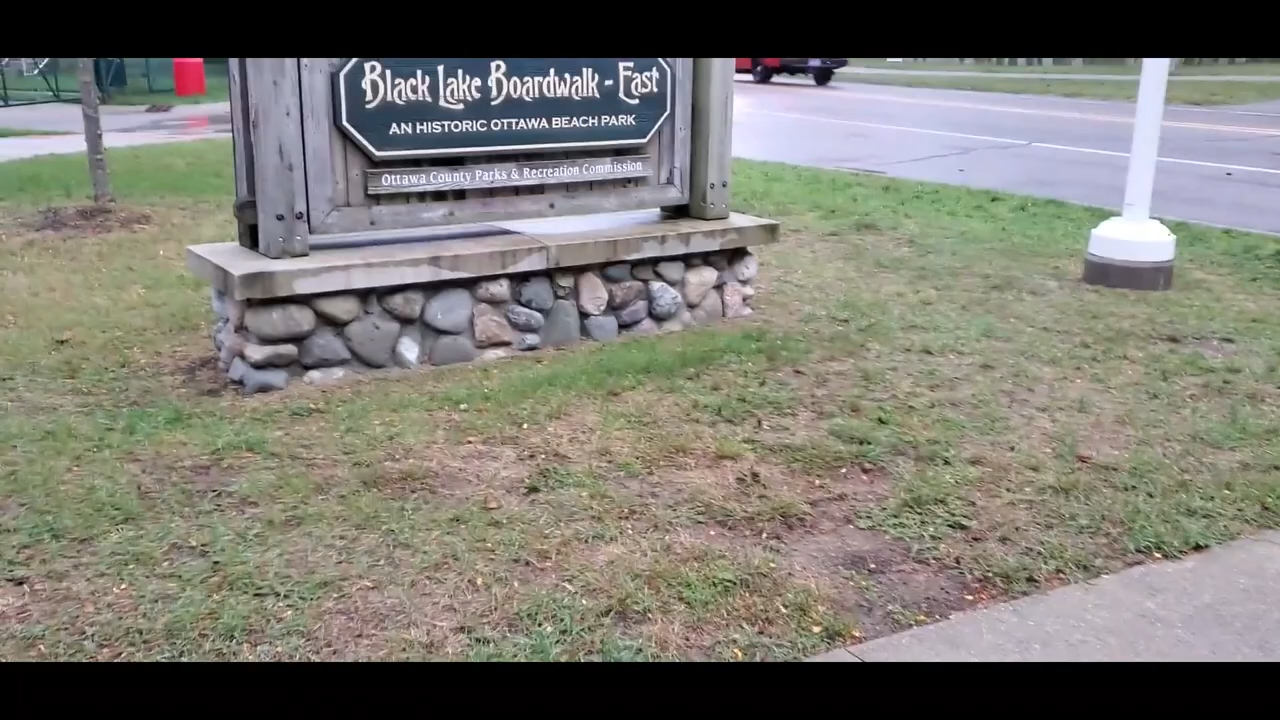 Black Lake Boardwalk - East
AN HISTORIC OTTAWA BEACH PARK
Ottawa County Parks & Recreation Commission